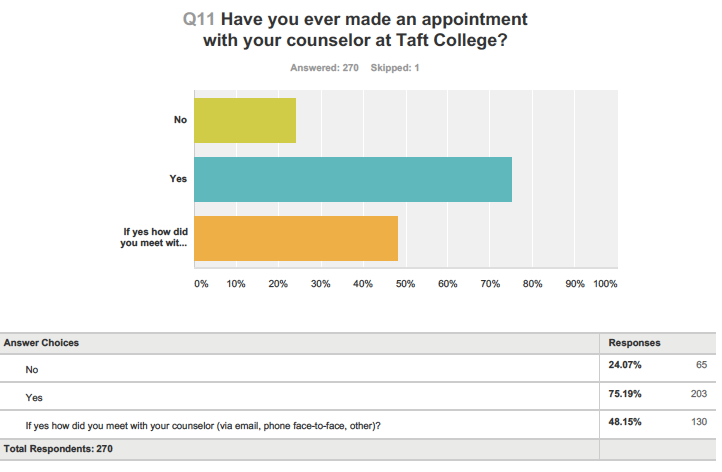 Q11 Have you ever made an appointment
with your counselor at Taft College?
Answered: 270 Skipped: 1
No
Yes
If yes how did
you meet wit...
0% 10% 20% 30% 40% 50% 60% 70% 80% 90% 100%
Answer Choices Responses
No 24.07% 65
Yes 75.19% 203
If yes how did you meet with your counselor (via email, phone face-to-face, other)? 48.15% 130
Total Respondents: 270